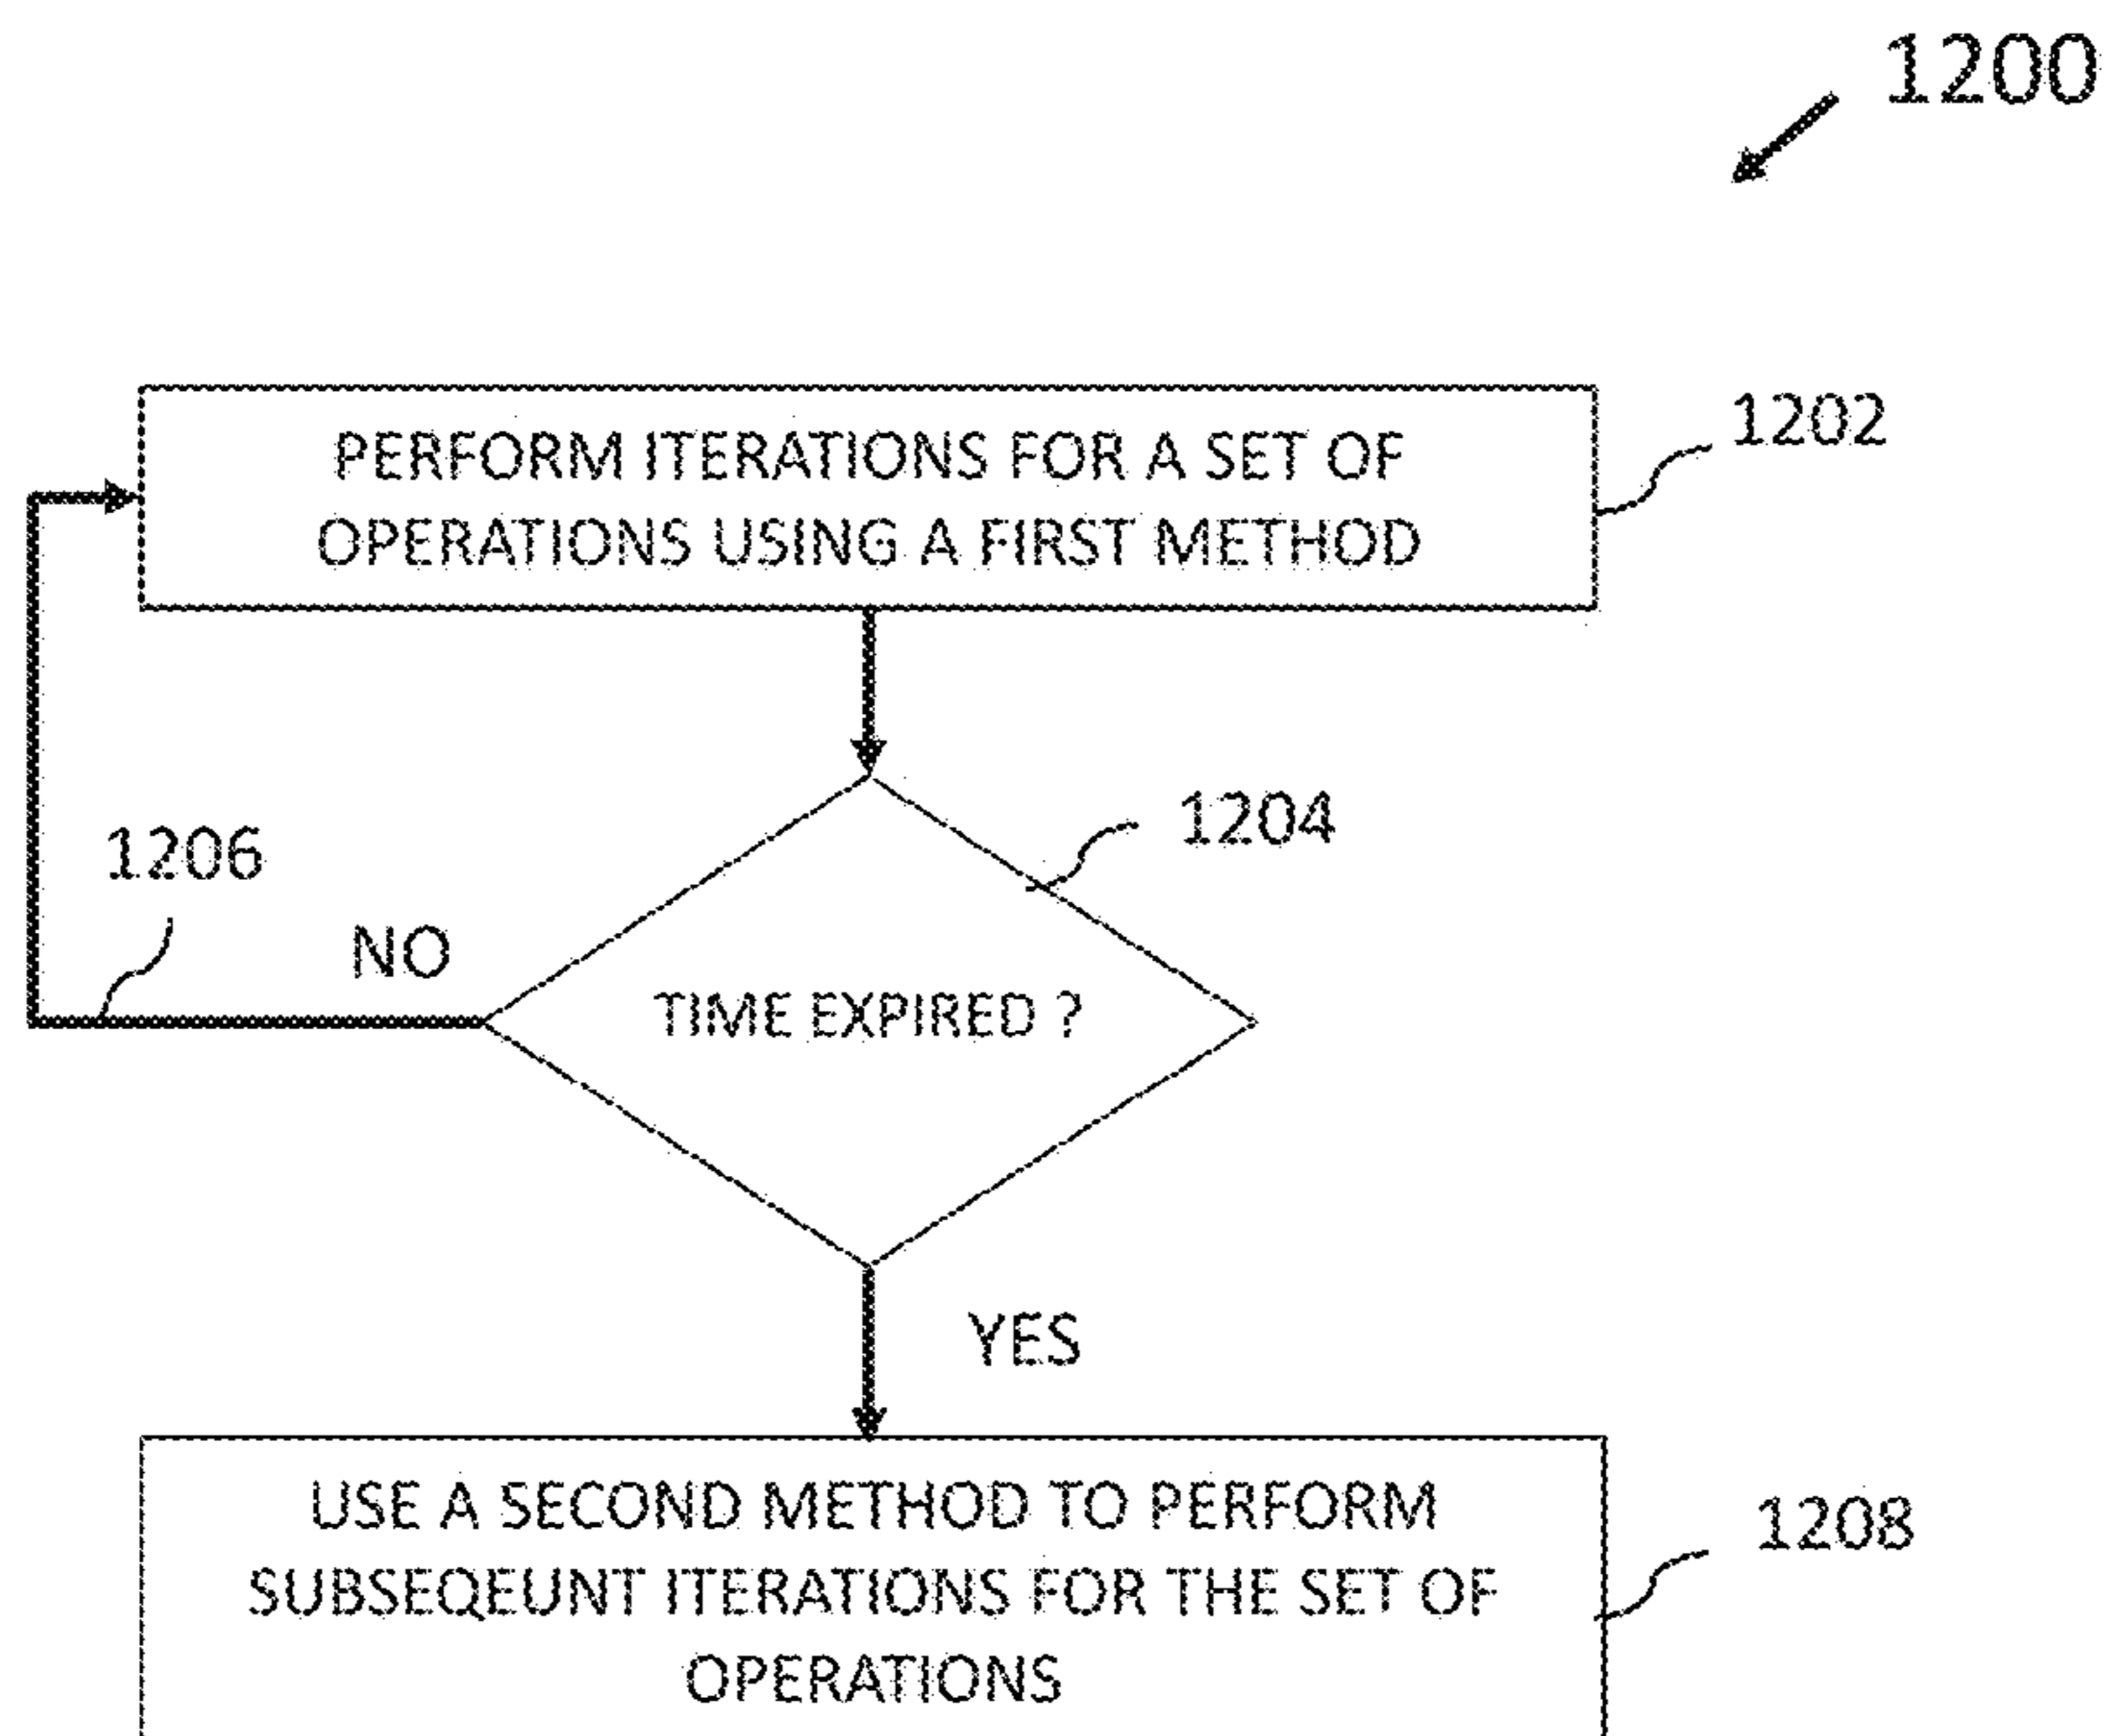 1200
PERFORM ITERATIONS FOR A SET OF
OPERATIONS USING A FIRST METHOD
1202
1204
1206
NO
TIME EXPIRED ?
YES
USE A SECOND METHOD TO PERFORM
SUBSEQEUNT ITERATIONS FOR THE SET OF
OPERATIONS
1208